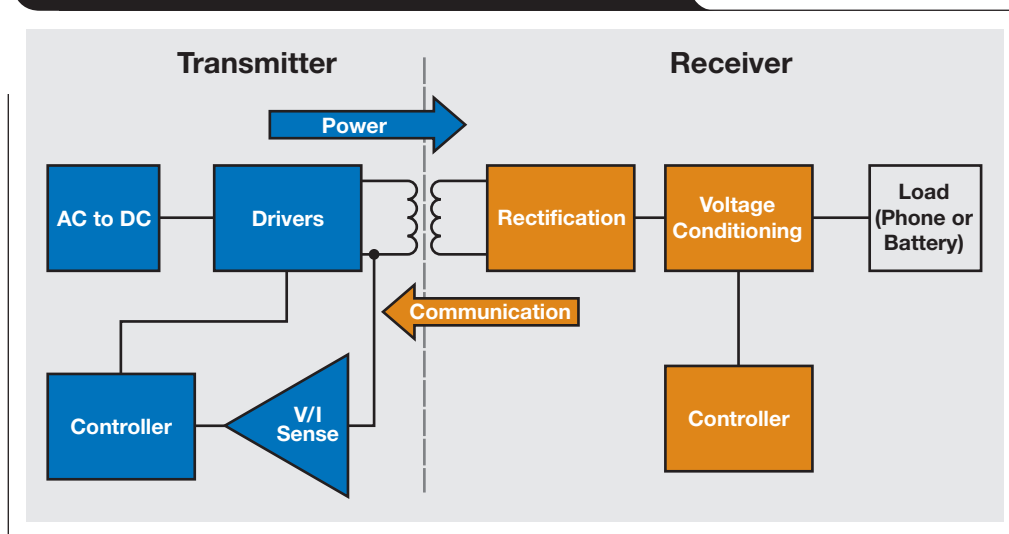 Transmitter
Receiver
Power
AC to DC
Drivers
Rectification
Voltage
Conditioning
Load
(Phone or
Battery)
Communication
Controller
V/I
Sense
Controller